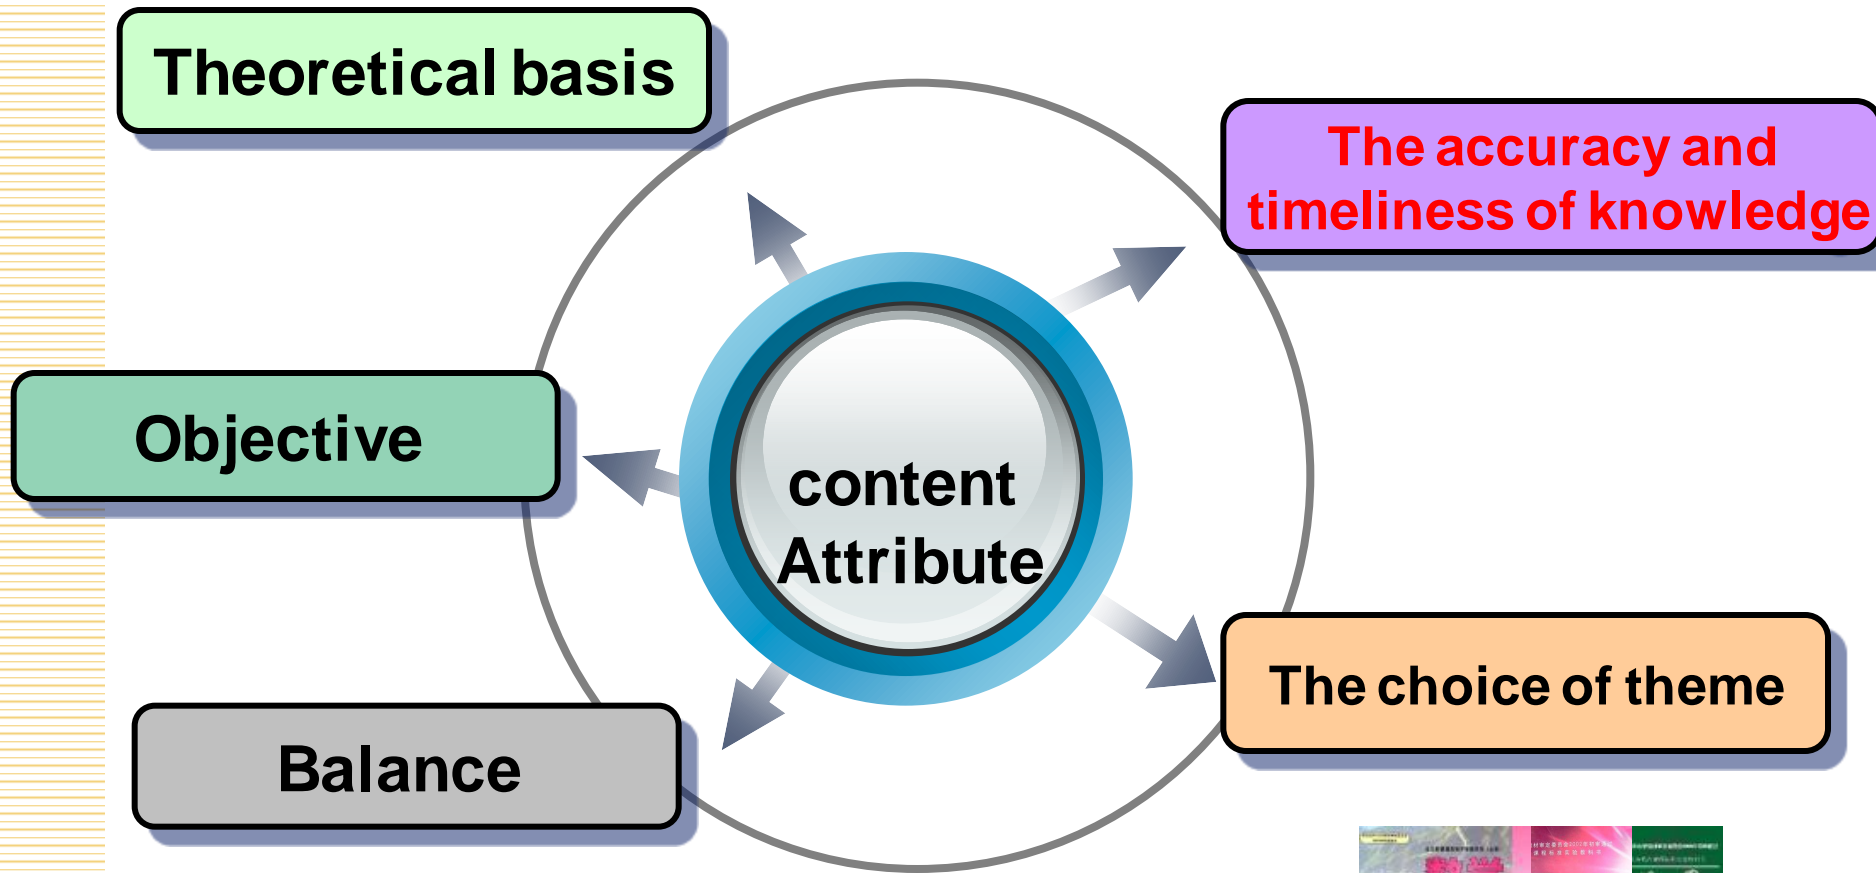 Theoretical basis
The accuracy and
timeliness of knowledge
Objective
content
Attribute
The choice of theme
Balance